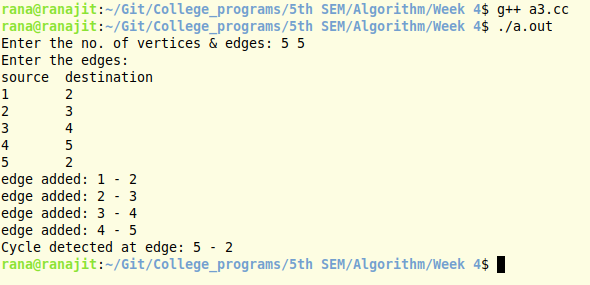 rana@ranajit:~/Git/College_programs/5th SEM/Algorithm/Week 4$ g++ a3.cc
rana@ranajit:~/Git/College_programs/5th SEM/Algorithm/Week 4$ ./a.out
Enter the no. of vertices & edges: 5 5
Enter the edges:
source  destination
1       2
2       3
3       4
4       5
5       2
edge added: 1 - 2
edge added: 2 - 3
edge added: 3 - 4
edge added: 4 - 5
Cycle detected at edge: 5 - 2
rana@ranajit:~/Git/College_programs/5th SEM/Algorithm/Week 4$